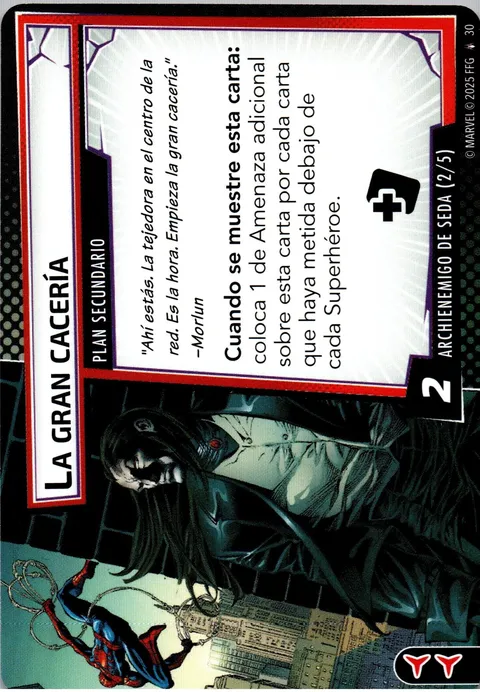 LA GRAN CACERÍA
PLAN SECUNDARIO
"Ahí estás. La tejedora en el centro de la
red. Es la hora. Empieza la gran cacería."
–Morlun
Cuando se muestre esta carta:
coloca 1 de Amenaza adicional
sobre esta carta por cada carta
que haya metida debajo de
cada Superhéroe.
2
ARCHIENEMIGO DE SEDA (2/5)
© MARVEL © 2025 FFG 30